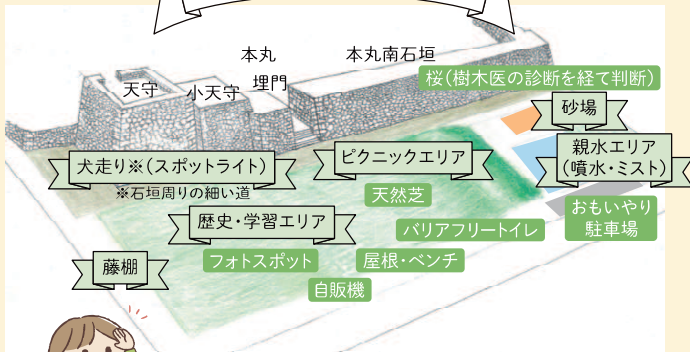 本丸
本丸南石垣
天守
小天守
埋門
桜(樹木医の診断を経て判断)
砂場
親水エリア
(噴水・ミスト)
犬走り※(スポットライト)
※石垣周りの細い道
ピクニックエリア
天然芝
おもいやり
駐車場
歴史・学習エリア
バリアフリートイレ
フォトスポット
屋根・ベンチ
藤棚
自販機